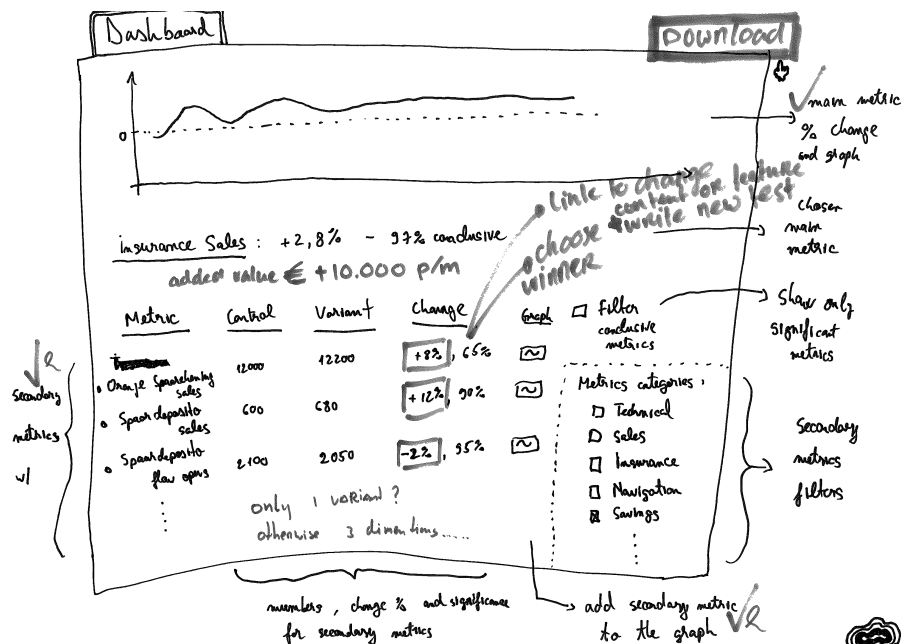 Dashboard
DOWNLOAD
0
main metric
% change
and graph
Link to change
content or feature
+ write new test
choose
winner
Chosen
main
metric
insurance Sales : +2,8% - 97% conclusive
added value € +10.000 p/m
Metric Control Variant Change Graph
Filter
conclusive
metrics
Show only
significant
metrics
12000 12200 +8%, 65%
Orange Spaarrekening
sales
Spaardeposito
sales
600 680 +12%, 90%
Spaardeposito
flow opens
2100 2050 -2%, 95%
Metrics categories :
Technical
Sales
Insurance
Navigation
Savings
Secondary
metrics
w/
Secondary
metrics
filters
only 1 variant ?
otherwise 3 dimentions.....
numbers, change % and significance
for secondary metrics
add secondary metric
to the graph